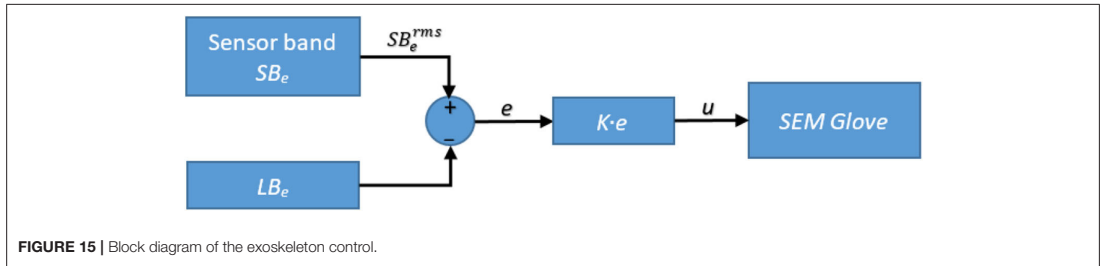 Sensor band
SB_e
SB_e^{rms}
+
−
e
K·e
u
SEM Glove
LB_e
FIGURE 15 | Block diagram of the exoskeleton control.